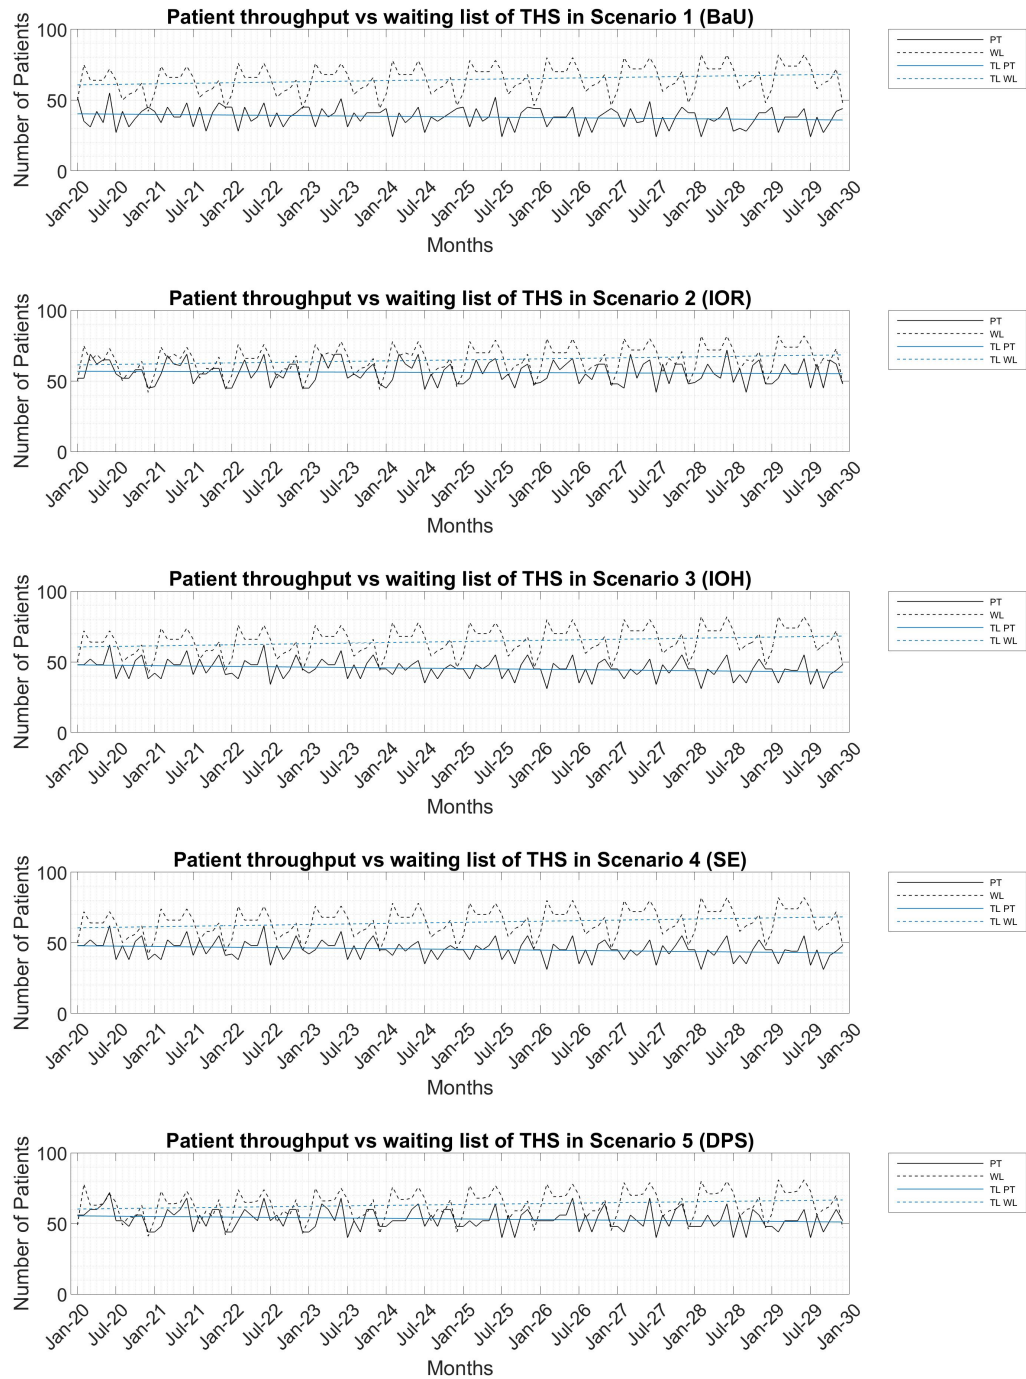 Patient throughput vs waiting list of THS in Scenario 1 (BaU)
Number of Patients
100
50
0
Jan-20 Jul-20 Jan-21 Jul-21 Jan-22 Jul-22 Jan-23 Jul-23 Jan-24 Jul-24 Jan-25 Jul-25 Jan-26 Jul-26 Jan-27 Jul-27 Jan-28 Jul-28 Jan-29 Jul-29 Jan-30
Months
PT
WL
TL PT
TL WL
Patient throughput vs waiting list of THS in Scenario 2 (IOR)
Number of Patients
100
50
0
Jan-20 Jul-20 Jan-21 Jul-21 Jan-22 Jul-22 Jan-23 Jul-23 Jan-24 Jul-24 Jan-25 Jul-25 Jan-26 Jul-26 Jan-27 Jul-27 Jan-28 Jul-28 Jan-29 Jul-29 Jan-30
Months
PT
WL
TL PT
TL WL
Patient throughput vs waiting list of THS in Scenario 3 (IOH)
Number of Patients
100
50
0
Jan-20 Jul-20 Jan-21 Jul-21 Jan-22 Jul-22 Jan-23 Jul-23 Jan-24 Jul-24 Jan-25 Jul-25 Jan-26 Jul-26 Jan-27 Jul-27 Jan-28 Jul-28 Jan-29 Jul-29 Jan-30
Months
PT
WL
TL PT
TL WL
Patient throughput vs waiting list of THS in Scenario 4 (SE)
Number of Patients
100
50
0
Jan-20 Jul-20 Jan-21 Jul-21 Jan-22 Jul-22 Jan-23 Jul-23 Jan-24 Jul-24 Jan-25 Jul-25 Jan-26 Jul-26 Jan-27 Jul-27 Jan-28 Jul-28 Jan-29 Jul-29 Jan-30
Months
PT
WL
TL PT
TL WL
Patient throughput vs waiting list of THS in Scenario 5 (DPS)
Number of Patients
100
50
0
Jan-20 Jul-20 Jan-21 Jul-21 Jan-22 Jul-22 Jan-23 Jul-23 Jan-24 Jul-24 Jan-25 Jul-25 Jan-26 Jul-26 Jan-27 Jul-27 Jan-28 Jul-28 Jan-29 Jul-29 Jan-30
Months
PT
WL
TL PT
TL WL